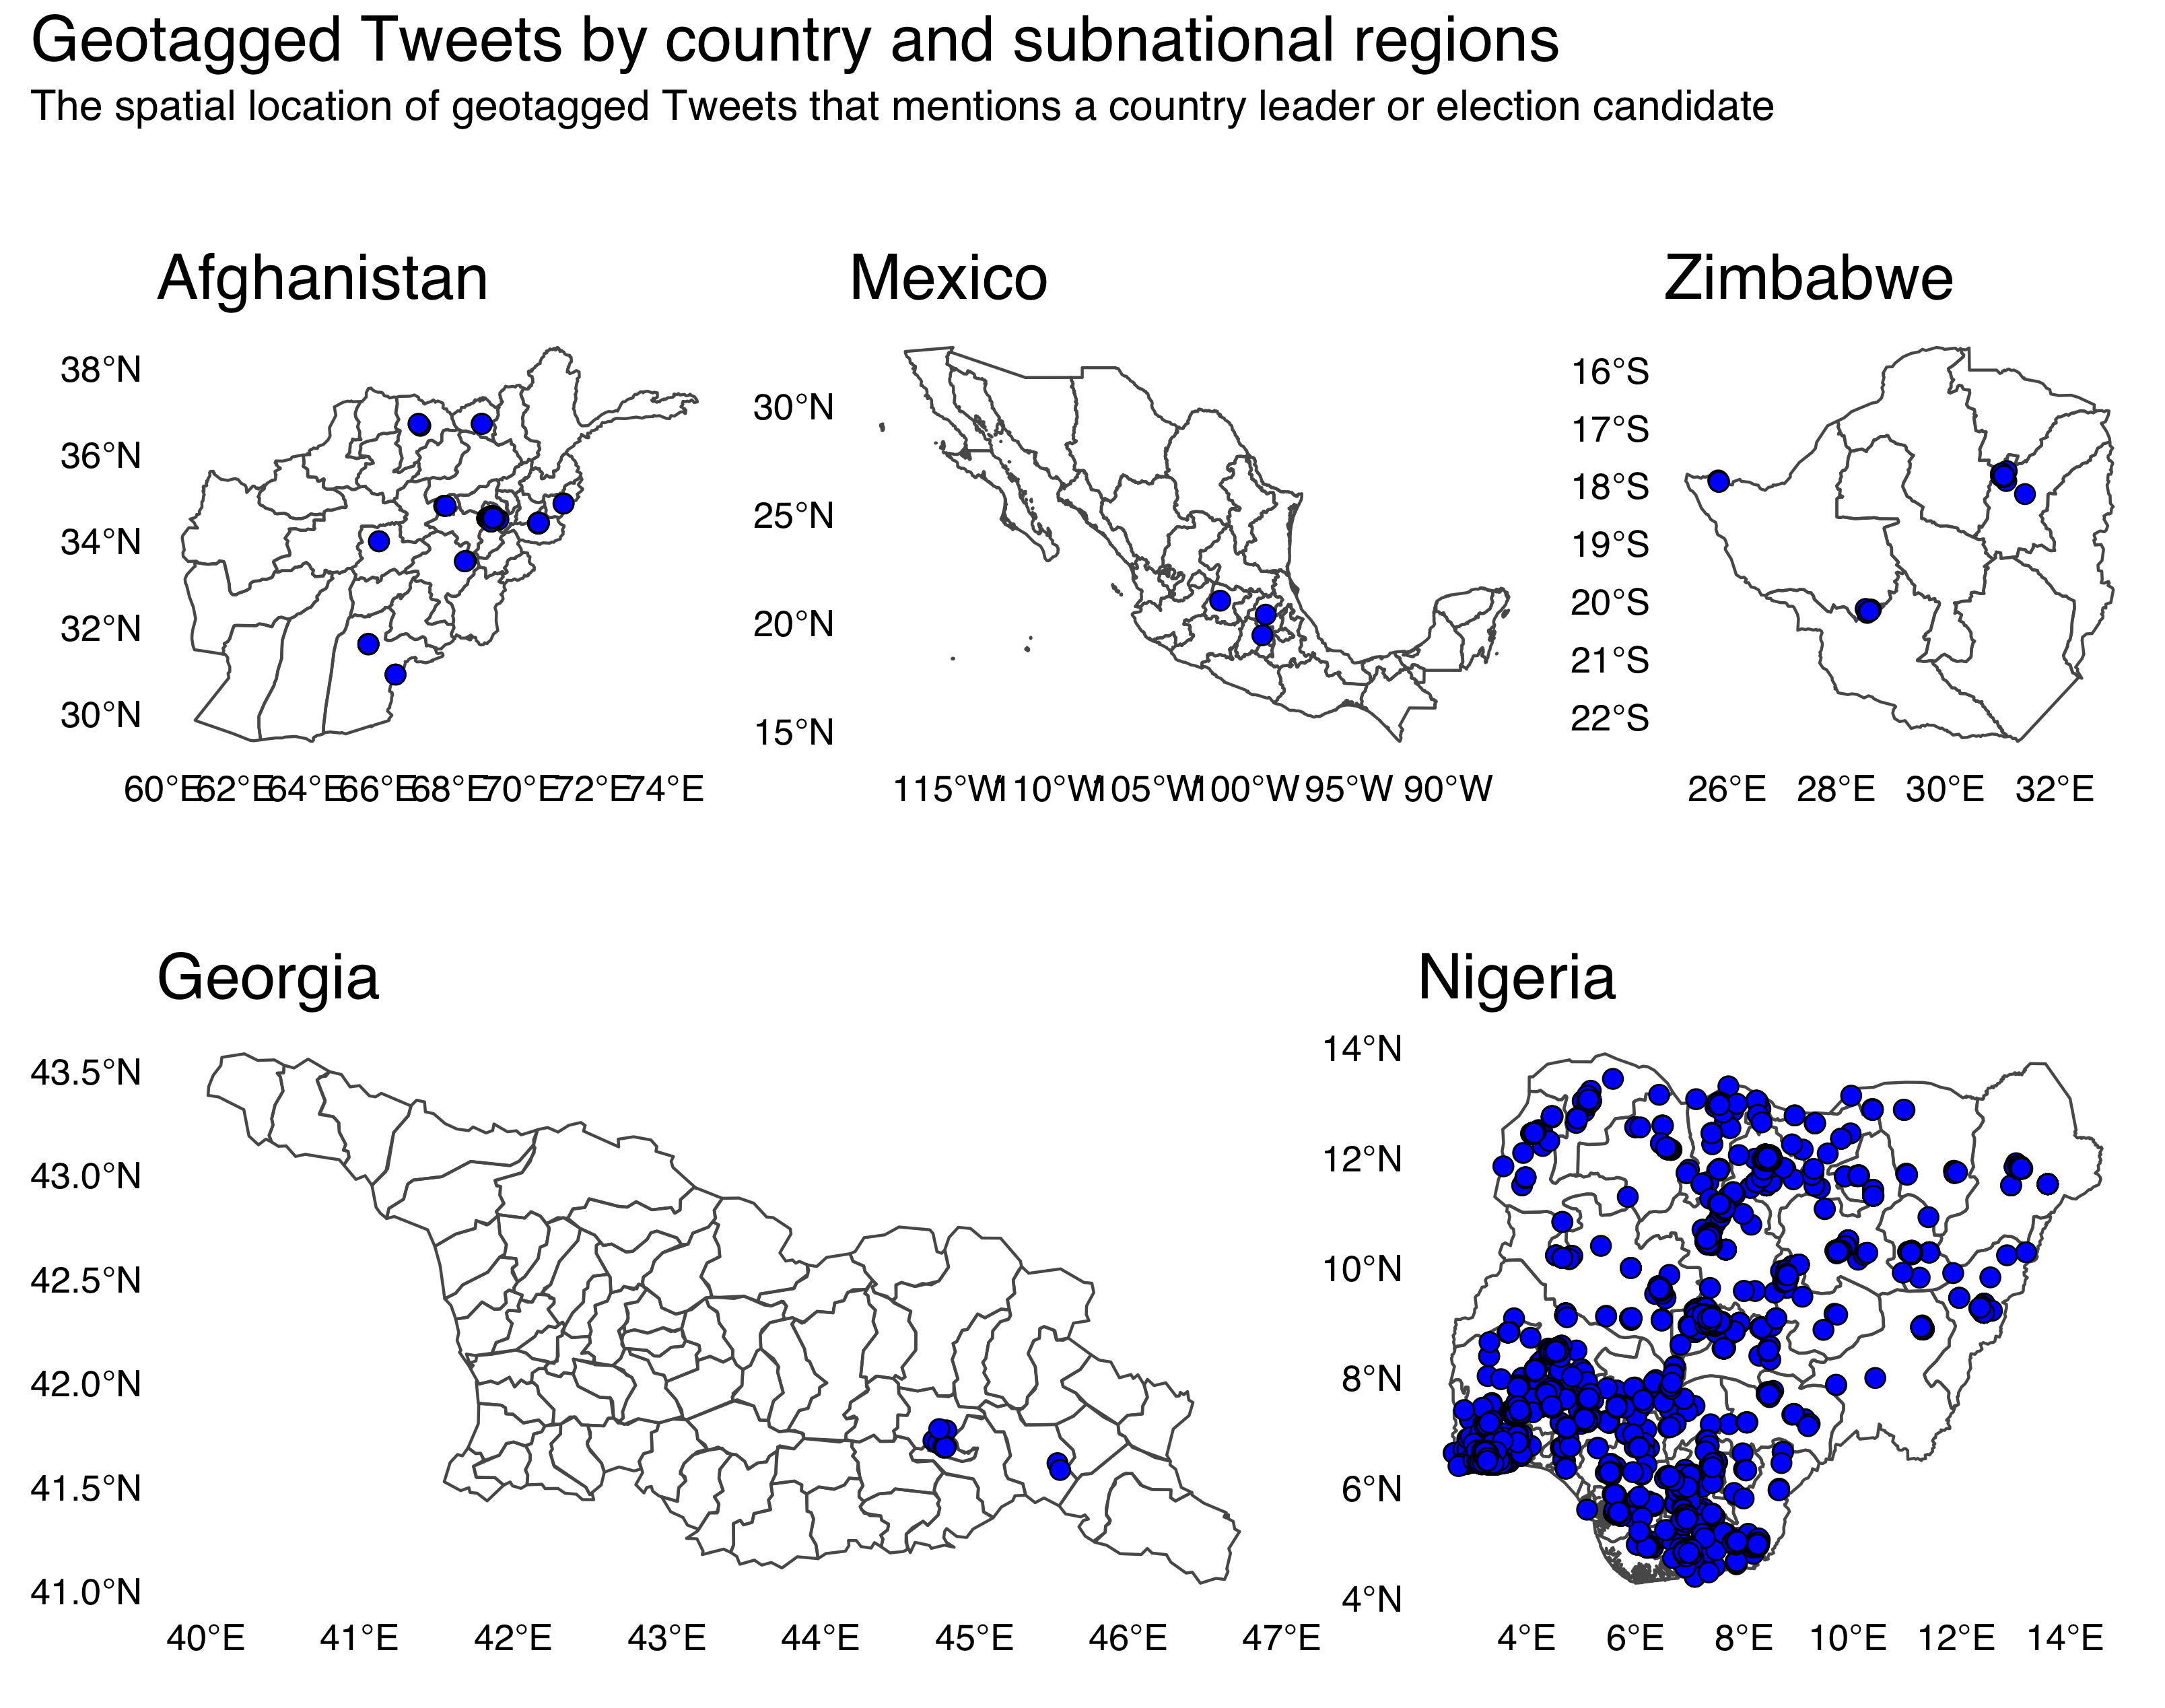 Geotagged Tweets by country and subnational regions
The spatial location of geotagged Tweets that mentions a country leader or election candidate
Afghanistan
38°N
36°N
34°N
32°N
30°N
60°E 62°E 64°E 66°E 68°E 70°E 72°E 74°E
Mexico
30°N
25°N
20°N
15°N
115°W 110°W 105°W 100°W 95°W 90°W
Zimbabwe
16°S
17°S
18°S
19°S
20°S
21°S
22°S
26°E 28°E 30°E 32°E
Georgia
43.5°N
43.0°N
42.5°N
42.0°N
41.5°N
41.0°N
40°E 41°E 42°E 43°E 44°E 45°E 46°E 47°E
Nigeria
14°N
12°N
10°N
8°N
6°N
4°N
4°E 6°E 8°E 10°E 12°E 14°E